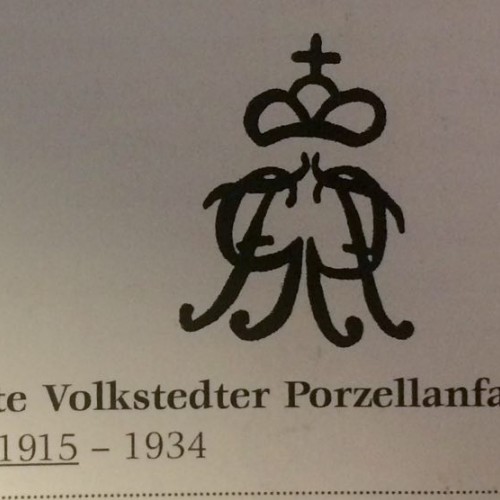 te Volkstedter Porzellanfa
1915 – 1934